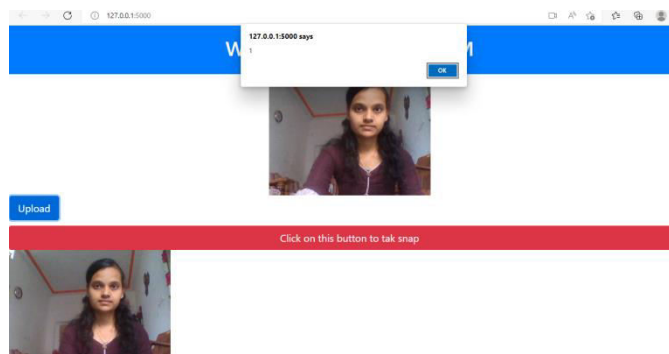 127.0.0.1:5000
127.0.0.1:5000 says
1
OK
W
M
Upload
Click on this button to tak snap